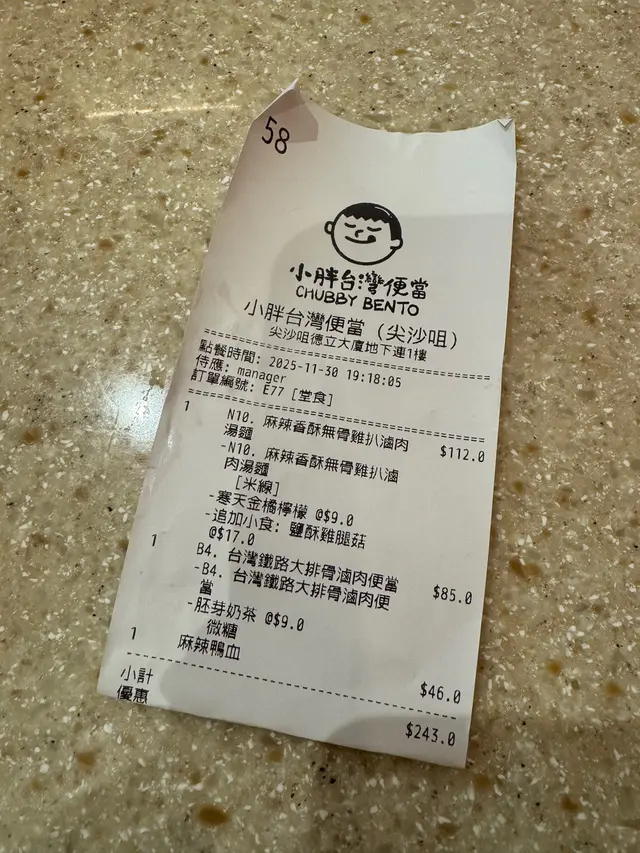 58
小胖台灣便當
CHUBBY BENTO
小胖台灣便當 (尖沙咀)
尖沙咀德立大廈地下連1樓
點餐時間: 2025-11-30 19:18:05
侍應: manager
訂單編號: E77 [堂食]
1 N10. 麻辣香酥無骨雞扒滷肉 $112.0
湯麵
-N10. 麻辣香酥無骨雞扒滷
肉湯麵
[米線]
-寒天金橘檸檬 @$9.0
-追加小食: 鹽酥雞腿菇
@$17.0
1 B4. 台灣鐵路大排骨滷肉便當 $85.0
-B4. 台灣鐵路大排骨滷肉便
當
-胚芽奶茶 @$9.0
微糖
1 麻辣鴨血 $46.0
小計 $243.0
優惠